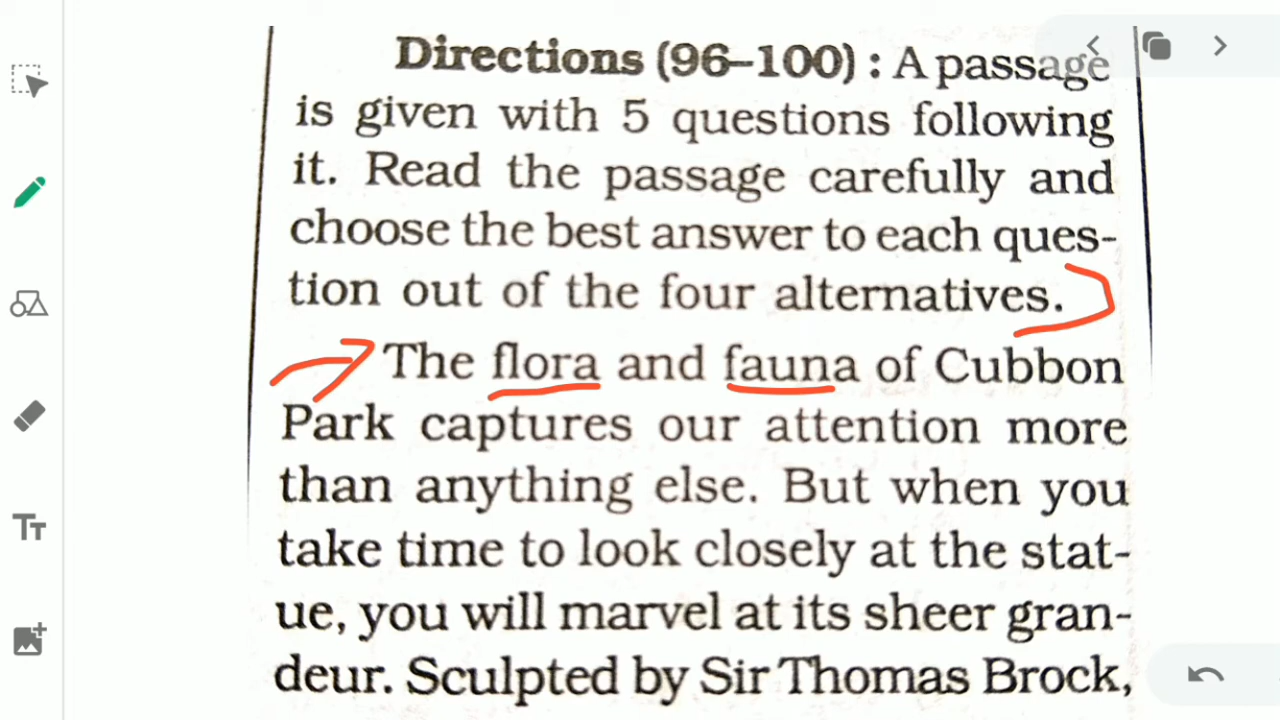 Directions (96–100) : A passage
is given with 5 questions following
it. Read the passage carefully and
choose the best answer to each ques-
tion out of the four alternatives.
The flora and fauna of Cubbon
Park captures our attention more
than anything else. But when you
take time to look closely at the stat-
ue, you will marvel at its sheer gran-
deur. Sculpted by Sir Thomas Brock,
TT